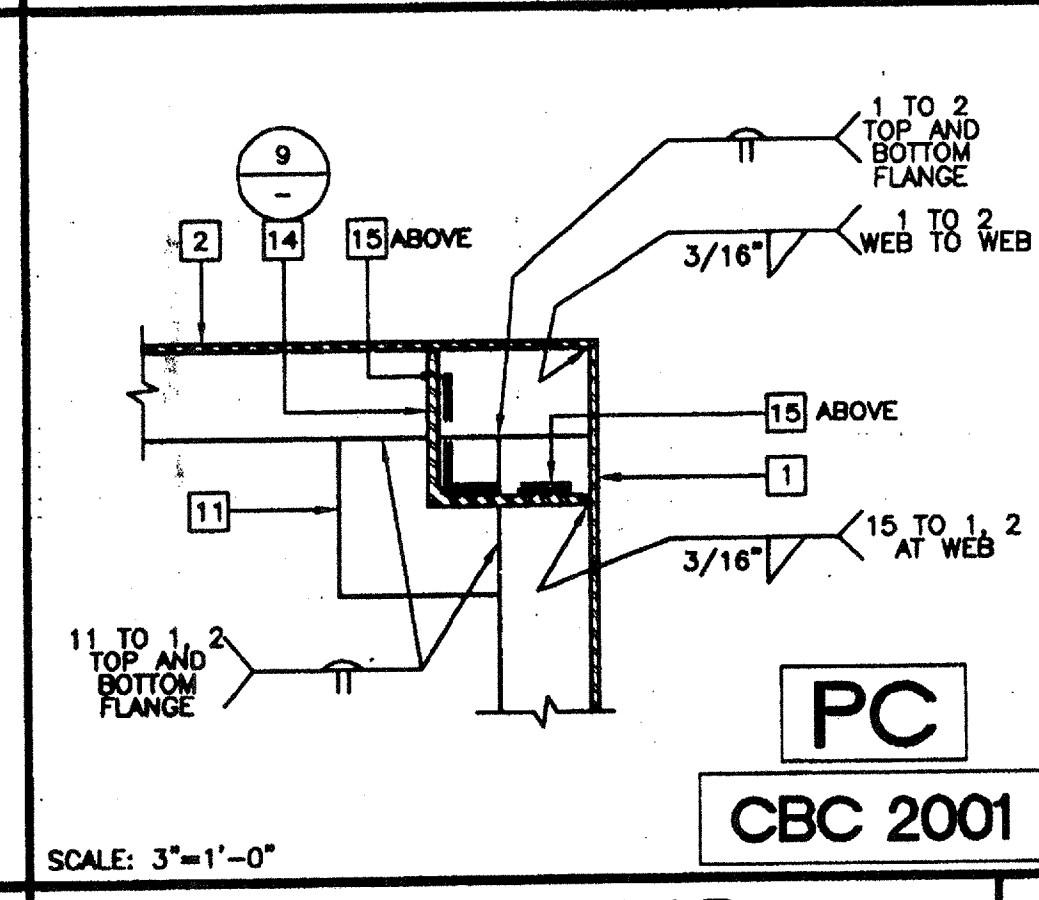 1 TO 2
TOP AND
BOTTOM
FLANGE
9
-
2
14
15 ABOVE
3/16"
1 TO 2
WEB TO WEB
15 ABOVE
1
11
3/16"
15 TO 1, 2
AT WEB
11 TO 1, 2
TOP AND
BOTTOM
FLANGE
PC
CBC 2001
SCALE: 3"=1'-0"